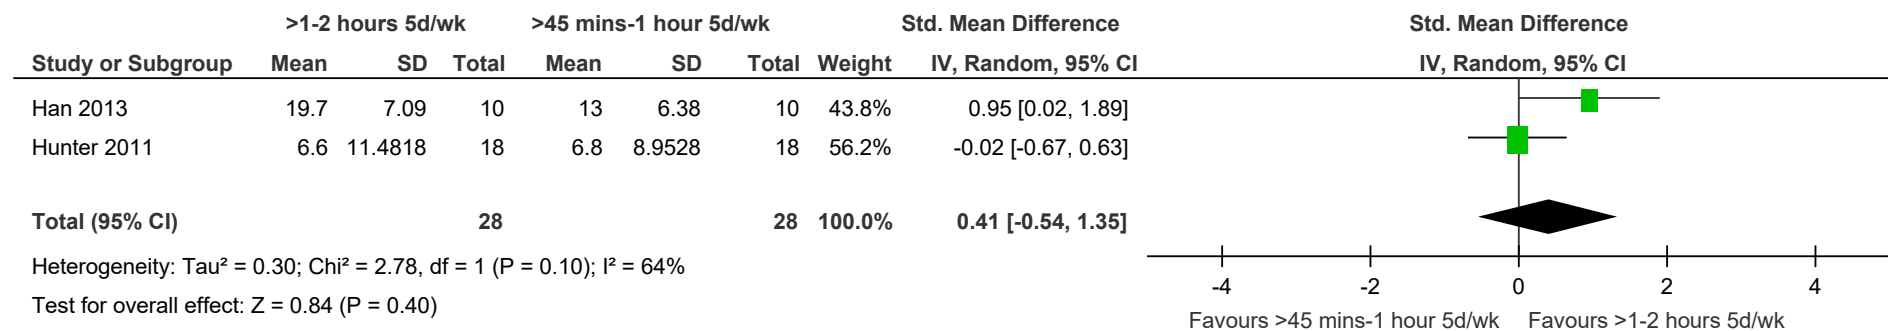 >1-2 hours 5d/wk >45 mins-1 hour 5d/wk Std. Mean Difference Std. Mean Difference
Study or Subgroup Mean SD Total Mean SD Total Weight IV, Random, 95% CI IV, Random, 95% CI
Han 2013 19.7 7.09 10 13 6.38 10 43.8% 0.95 [0.02, 1.89]
Hunter 2011 6.6 11.4818 18 6.8 8.9528 18 56.2% -0.02 [-0.67, 0.63]
Total (95% CI) 28 28 100.0% 0.41 [-0.54, 1.35]
Heterogeneity: Tau² = 0.30; Chi² = 2.78, df = 1 (P = 0.10); I² = 64%
Test for overall effect: Z = 0.84 (P = 0.40)
-4 -2 0 2 4
Favours >45 mins-1 hour 5d/wk Favours >1-2 hours 5d/wk